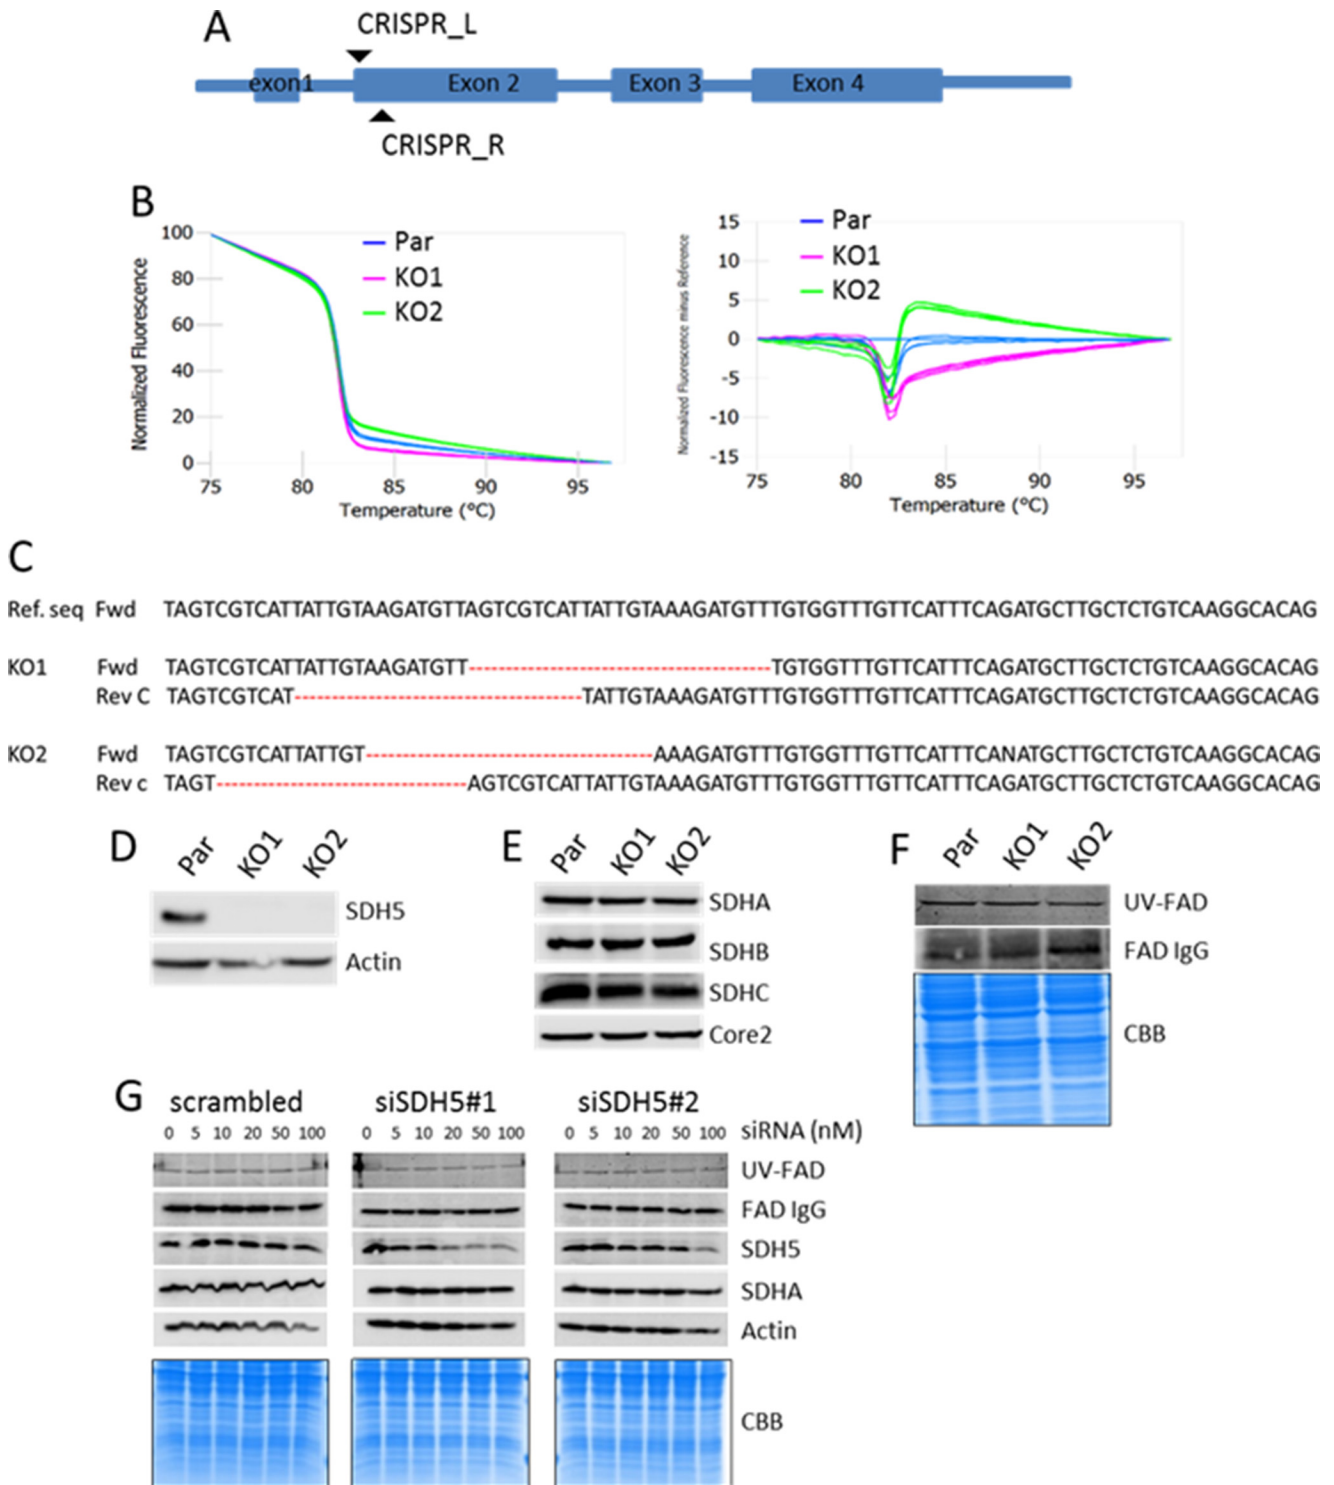 A
CRISPR_L
exon1 Exon 2 Exon 3 Exon 4
CRISPR_R
B
Normalized Fluorescence
100
80
60
40
20
0
75 80 85 90 95
Temperature (°C)
Par
KO1
KO2
Normalized Fluorescence minus Reference
15
10
5
0
-5
-10
-15
75 80 85 90 95
Temperature (°C)
Par
KO1
KO2
C
Ref. seq Fwd TAGTCGTCATTATTGTAAGATGTTAGTCGTCATTATTGTAAAGATGTTTGTGGTTTGTTCATTTCAGATGCTTGCTCTGTCAAGGCACAG
KO1 Fwd TAGTCGTCATTATTGTAAGATGTT------------------------TGTGGTTTGTTCATTTCAGATGCTTGCTCTGTCAAGGCACAG
Rev C TAGTCGTCAT-----------------------TATTGTAAAGATGTTTGTGGTTTGTTCATTTCAGATGCTTGCTCTGTCAAGGCACAG
KO2 Fwd TAGTCGTCATTATTGT-----------------------AAAGATGTTTGTGGTTTGTTCATTTCANATGCTTGCTCTGTCAAGGCACAG
Rev c TAGT--------------------AGTCGTCATTATTGTAAAGATGTTTGTGGTTTGTTCATTTCAGATGCTTGCTCTGTCAAGGCACAG
D
Par KO1 KO2
SDH5
Actin
E
Par KO1 KO2
SDHA
SDHB
SDHC
Core2
F
Par KO1 KO2
UV-FAD
FAD IgG
CBB
G
scrambled siSDH5#1 siSDH5#2
0 5 10 20 50 100 0 5 10 20 50 100 0 5 10 20 50 100 siRNA (nM)
UV-FAD
FAD IgG
SDH5
SDHA
Actin
CBB